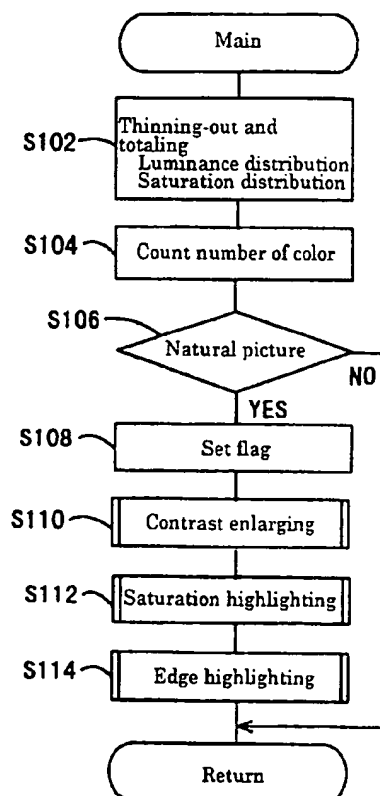 Main
S102
Thinning-out and
totaling
Luminance distribution
Saturation distribution
S104
Count number of color
S106
Natural picture
NO
YES
S108
Set flag
S110
Contrast enlarging
S112
Saturation highlighting
S114
Edge highlighting
Return